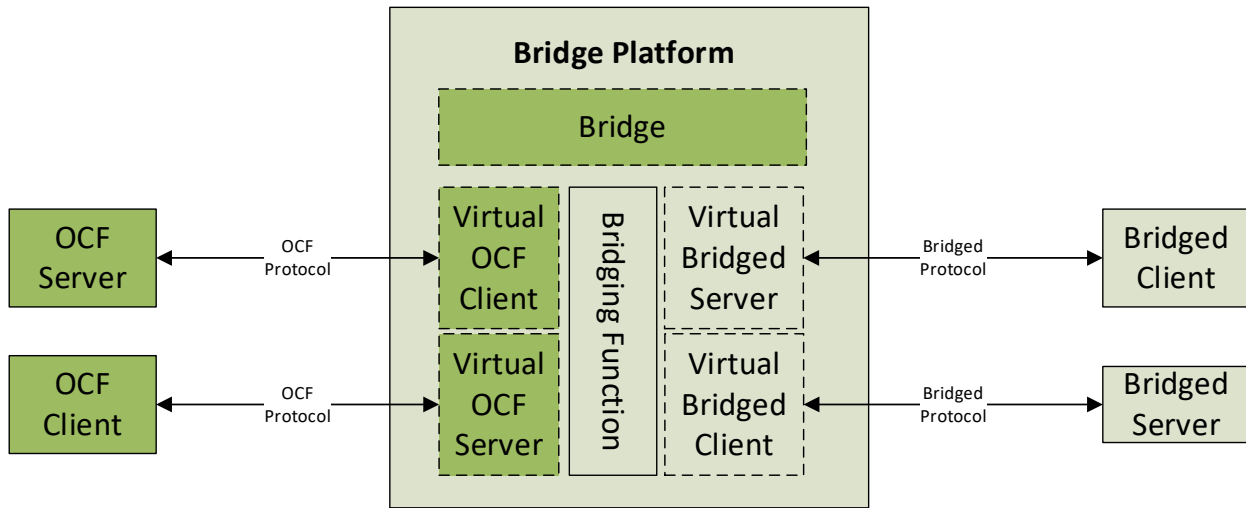 Bridge Platform
Bridge
OCF
Server
OCF
Protocol
Virtual
OCF
Client
Bridging Function
Virtual
Bridged
Server
Bridged
Protocol
Bridged
Client
OCF
Client
OCF
Protocol
Virtual
OCF
Server
Virtual
Bridged
Client
Bridged
Protocol
Bridged
Server